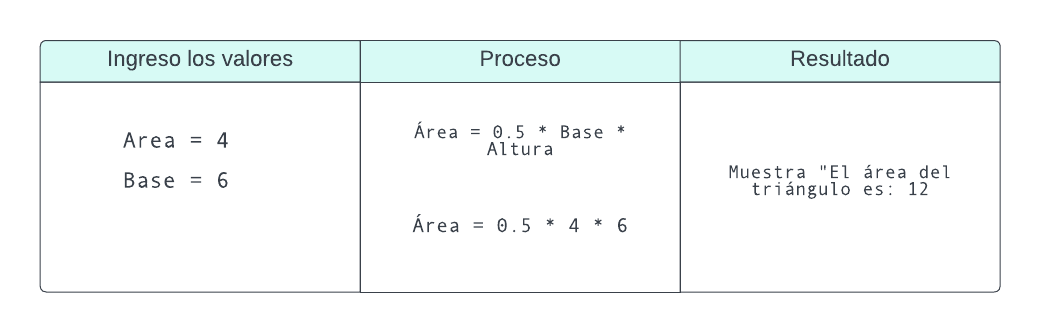 Ingreso los valores
Proceso
Resultado
Area = 4
Base = 6
Área = 0.5 * Base *
Altura
Área = 0.5 * 4 * 6
Muestra "El área del
triángulo es: 12